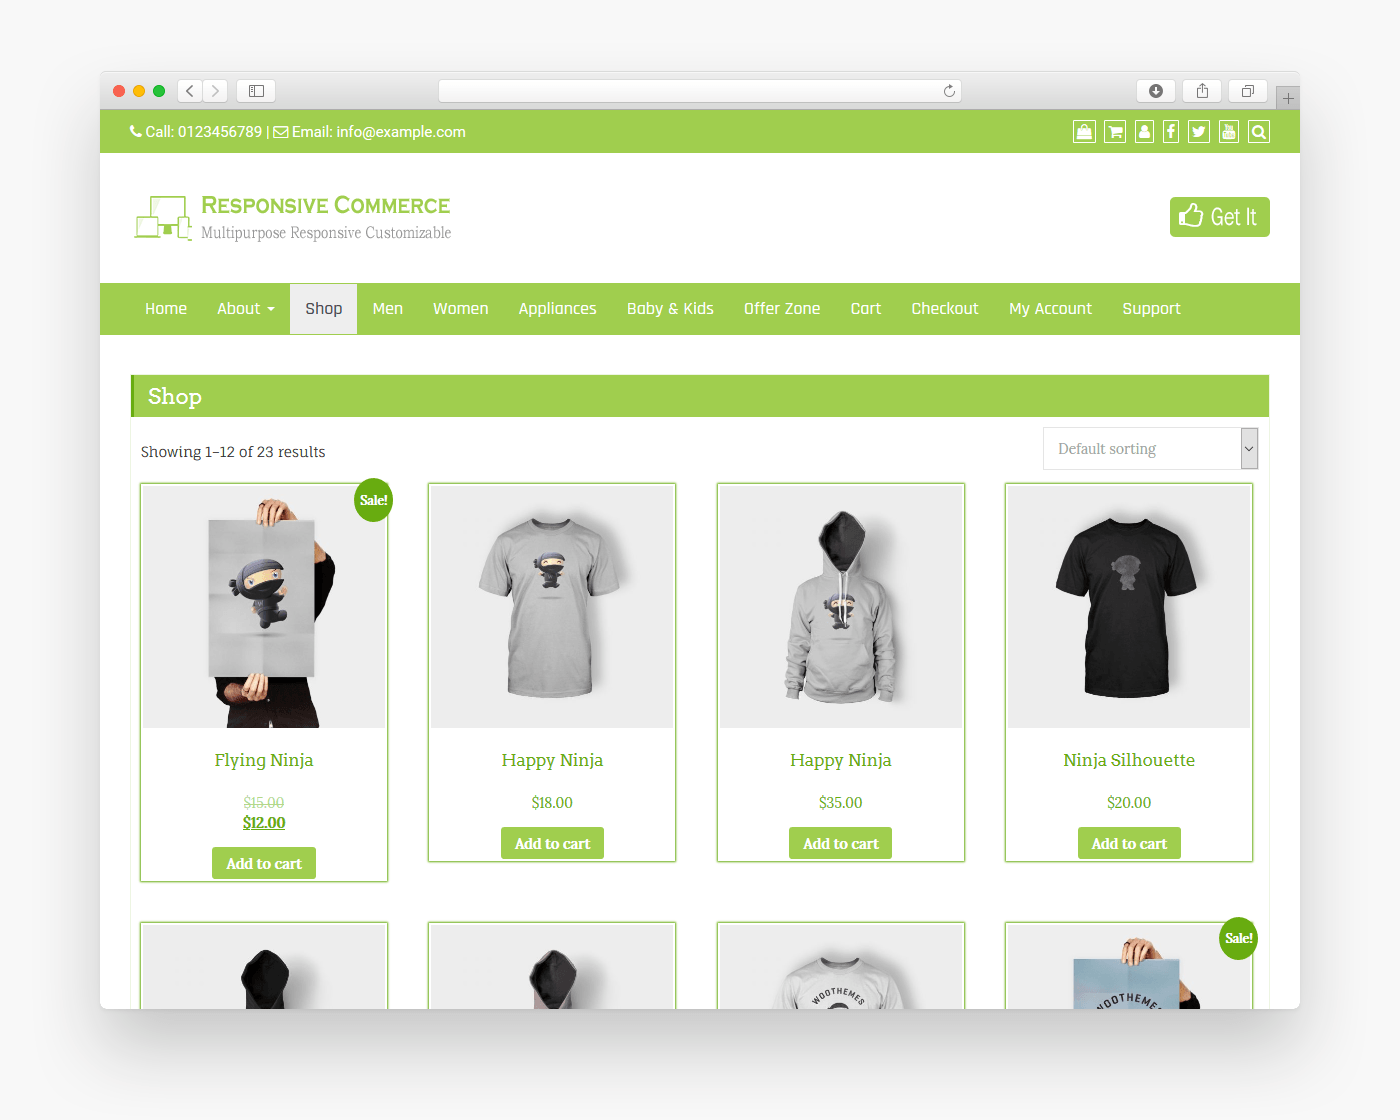 Call: 0123456789 | Email: info@example.com
RESPONSIVE COMMERCE
Multipurpose Responsive Customizable
Get It
Home About Shop Men Women Appliances Baby & Kids Offer Zone Cart Checkout My Account Support
Shop
Showing 1–12 of 23 results
Default sorting
Sale!
Flying Ninja
$15.00
$12.00
Add to cart
Happy Ninja
$18.00
Add to cart
Happy Ninja
$35.00
Add to cart
Ninja Silhouette
$20.00
Add to cart
WOOTHEMES
Sale!
WOOTHEMES